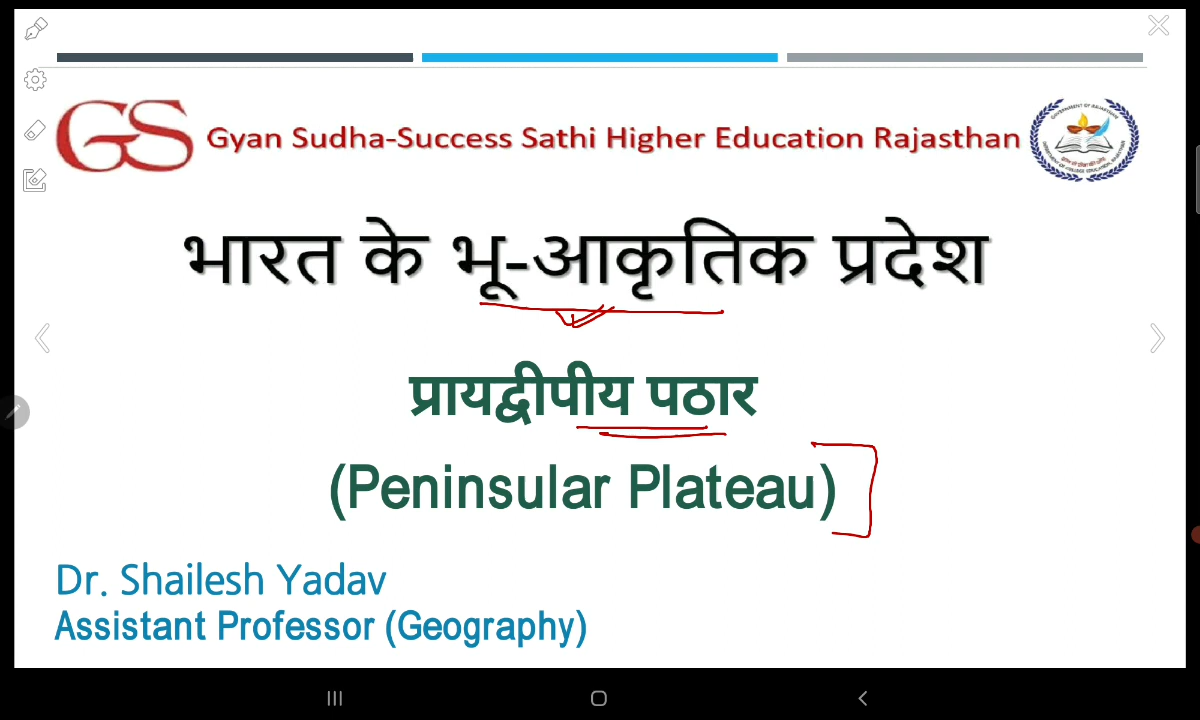 GS
Gyan Sudha-Success Sathi Higher Education Rajasthan
भारत के भू-आकृतिक प्रदेश
प्रायद्वीपीय पठार
(Peninsular Plateau)
Dr. Shailesh Yadav
Assistant Professor (Geography)